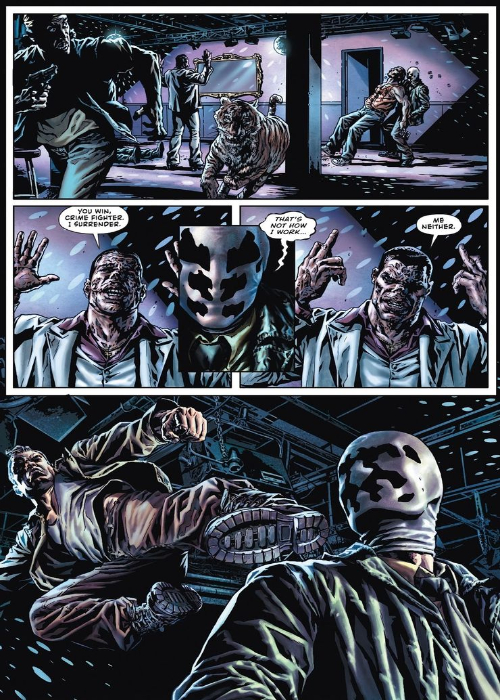 YOU WIN,
CRIME FIGHTER.
I SURRENDER.
THAT'S
NOT HOW
I WORK...
ME
NEITHER.